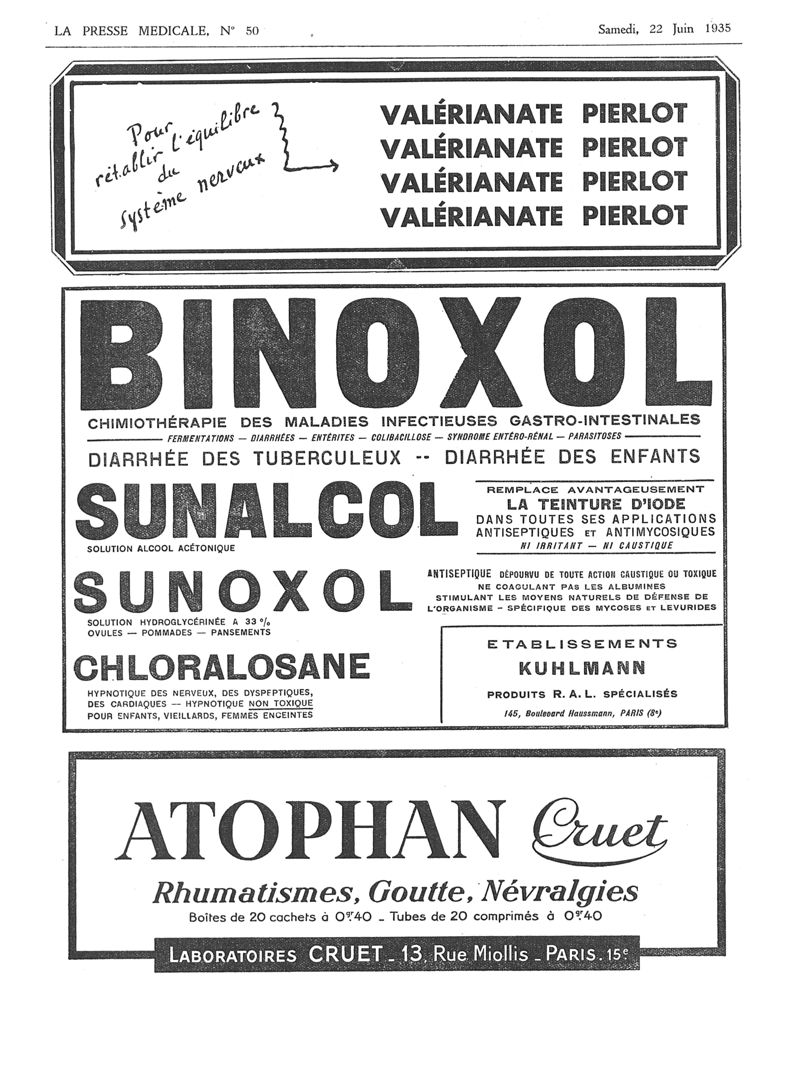 LA PRESSE MEDICALE, N° 50
Samedi, 22 Juin 1935
Pour
rétablir l'équilibre
du
système nerveux
VALÉRIANATE PIERLOT
VALÉRIANATE PIERLOT
VALÉRIANATE PIERLOT
VALÉRIANATE PIERLOT
BINOXOL
CHIMIOTHÉRAPIE DES MALADIES INFECTIEUSES GASTRO-INTESTINALES
FERMENTATIONS — DIARRHÉES — ENTÉRITES — COLIBACILLOSE — SYNDROME ENTÉRO-RÉNAL — PARASITOSES
DIARRHÉE DES TUBERCULEUX -- DIARRHÉE DES ENFANTS
SUNALCOL
SOLUTION ALCOOL ACÉTONIQUE
REMPLACE AVANTAGEUSEMENT
LA TEINTURE D'IODE
DANS TOUTES SES APPLICATIONS
ANTISEPTIQUES ET ANTIMYCOSIQUES
NI IRRITANT — NI CAUSTIQUE
SUNOXOL
SOLUTION HYDROGLYCÉRINÉE A 33 %
OVULES — POMMADES — PANSEMENTS
ANTISEPTIQUE DÉPOURVU DE TOUTE ACTION CAUSTIQUE OU TOXIQUE
NE COAGULANT PAS LES ALBUMINES
STIMULANT LES MOYENS NATURELS DE DÉFENSE DE
L'ORGANISME - SPÉCIFIQUE DES MYCOSES ET LEVURIDES
CHLORALOSANE
HYPNOTIQUE DES NERVEUX, DES DYSPEPTIQUES,
DES CARDIAQUES — HYPNOTIQUE NON TOXIQUE
POUR ENFANTS, VIEILLARDS, FEMMES ENCEINTES
ETABLISSEMENTS
KUHLMANN
PRODUITS R. A. L. SPÉCIALISÉS
145, Boulevard Haussmann, PARIS (8e)
ATOPHAN Cruet
Rhumatismes, Goutte, Névralgies
Boîtes de 20 cachets à 0gr40 - Tubes de 20 comprimés à 0gr40
LABORATOIRES CRUET - 13, Rue Miollis - PARIS. 15e